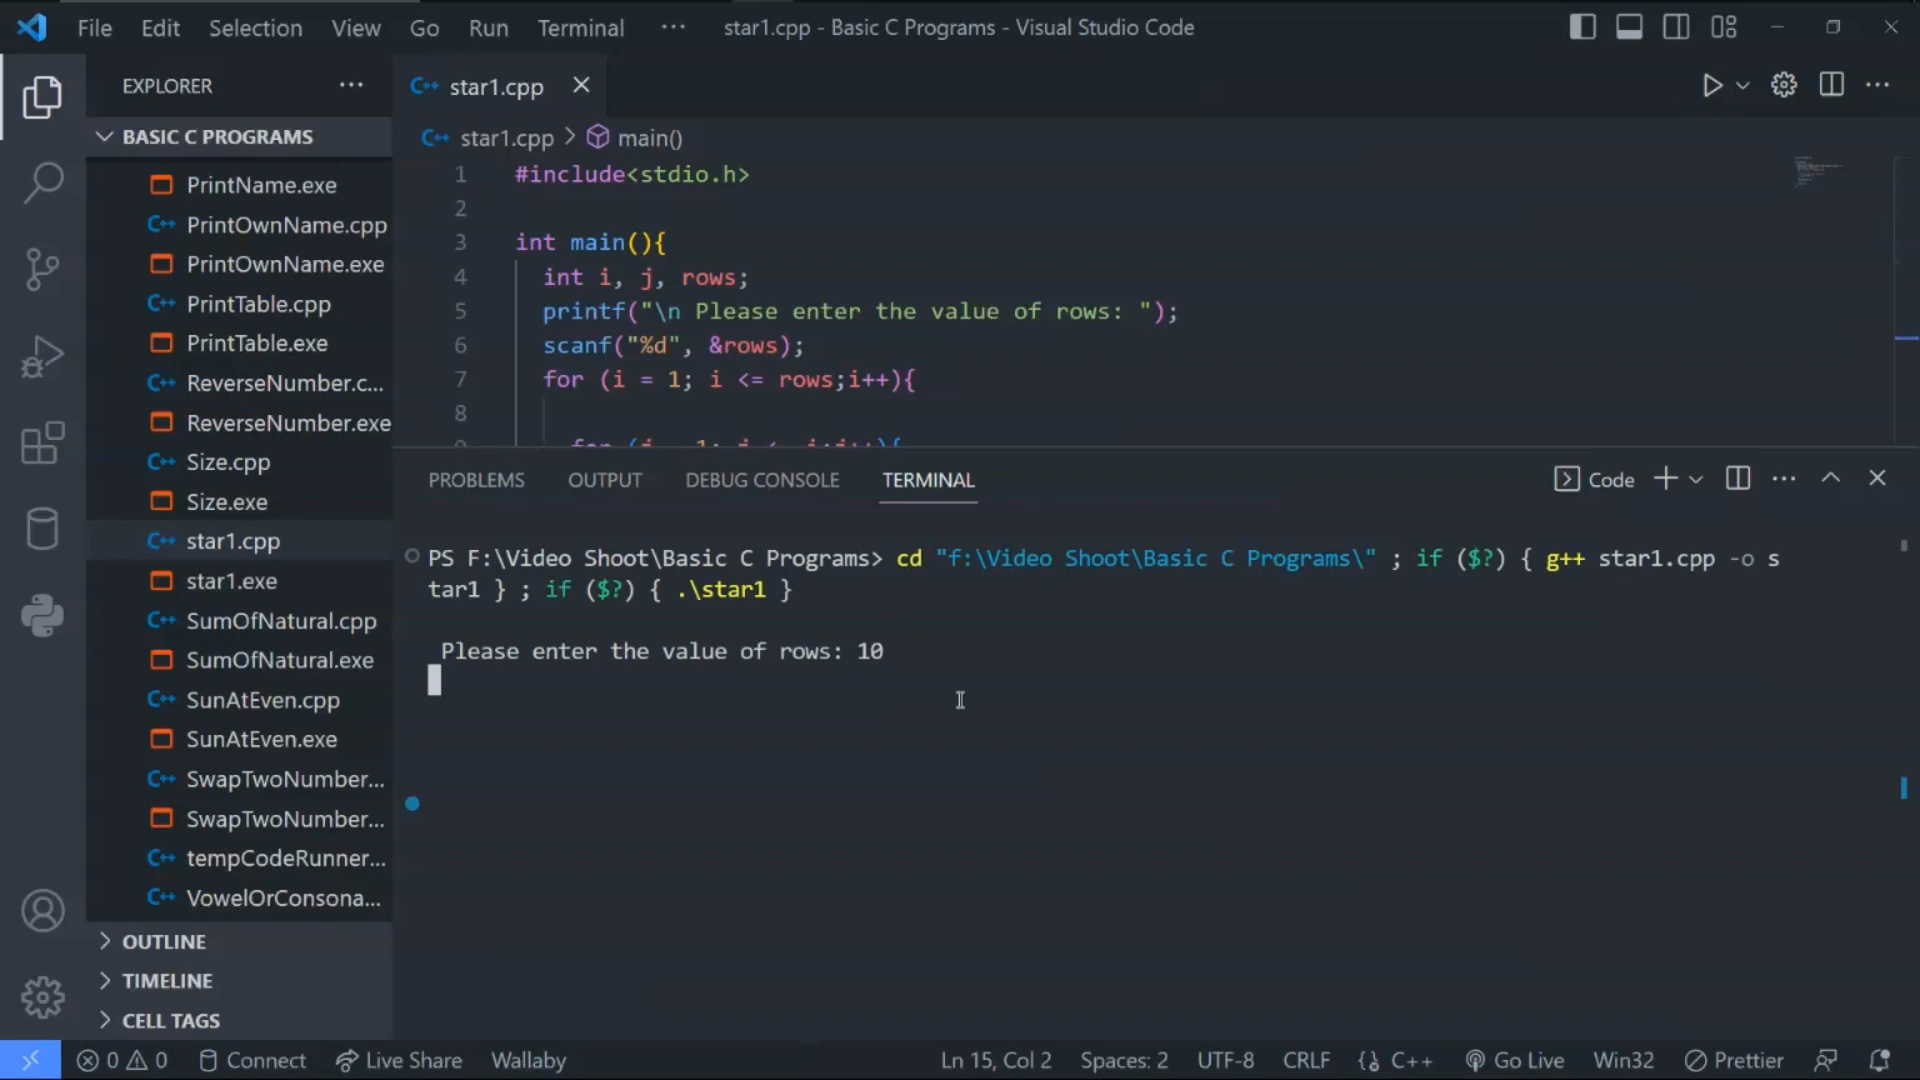 File Edit Selection View Go Run Terminal ··· star1.cpp - Basic C Programs - Visual Studio Code
EXPLORER ···
BASIC C PROGRAMS
PrintName.exe
PrintOwnName.cpp
PrintOwnName.exe
PrintTable.cpp
PrintTable.exe
ReverseNumber.c...
ReverseNumber.exe
Size.cpp
Size.exe
star1.cpp
star1.exe
SumOfNatural.cpp
SumOfNatural.exe
SunAtEven.cpp
SunAtEven.exe
SwapTwoNumber...
SwapTwoNumber...
tempCodeRunner...
VowelOrConsona...
OUTLINE
TIMELINE
CELL TAGS
C++ star1.cpp
C++ star1.cpp > main()
1 #include<stdio.h>
2
3 int main(){
4 int i, j, rows;
5 printf("\n Please enter the value of rows: ");
6 scanf("%d", &rows);
7 for (i = 1; i <= rows;i++){
8
PROBLEMS OUTPUT DEBUG CONSOLE TERMINAL Code
PS F:\Video Shoot\Basic C Programs> cd "f:\Video Shoot\Basic C Programs\" ; if ($?) { g++ star1.cpp -o s
tar1 } ; if ($?) { .\star1 }
Please enter the value of rows: 10
0 0 Connect Live Share Wallaby Ln 15, Col 2 Spaces: 2 UTF-8 CRLF C++ Go Live Win32 Prettier